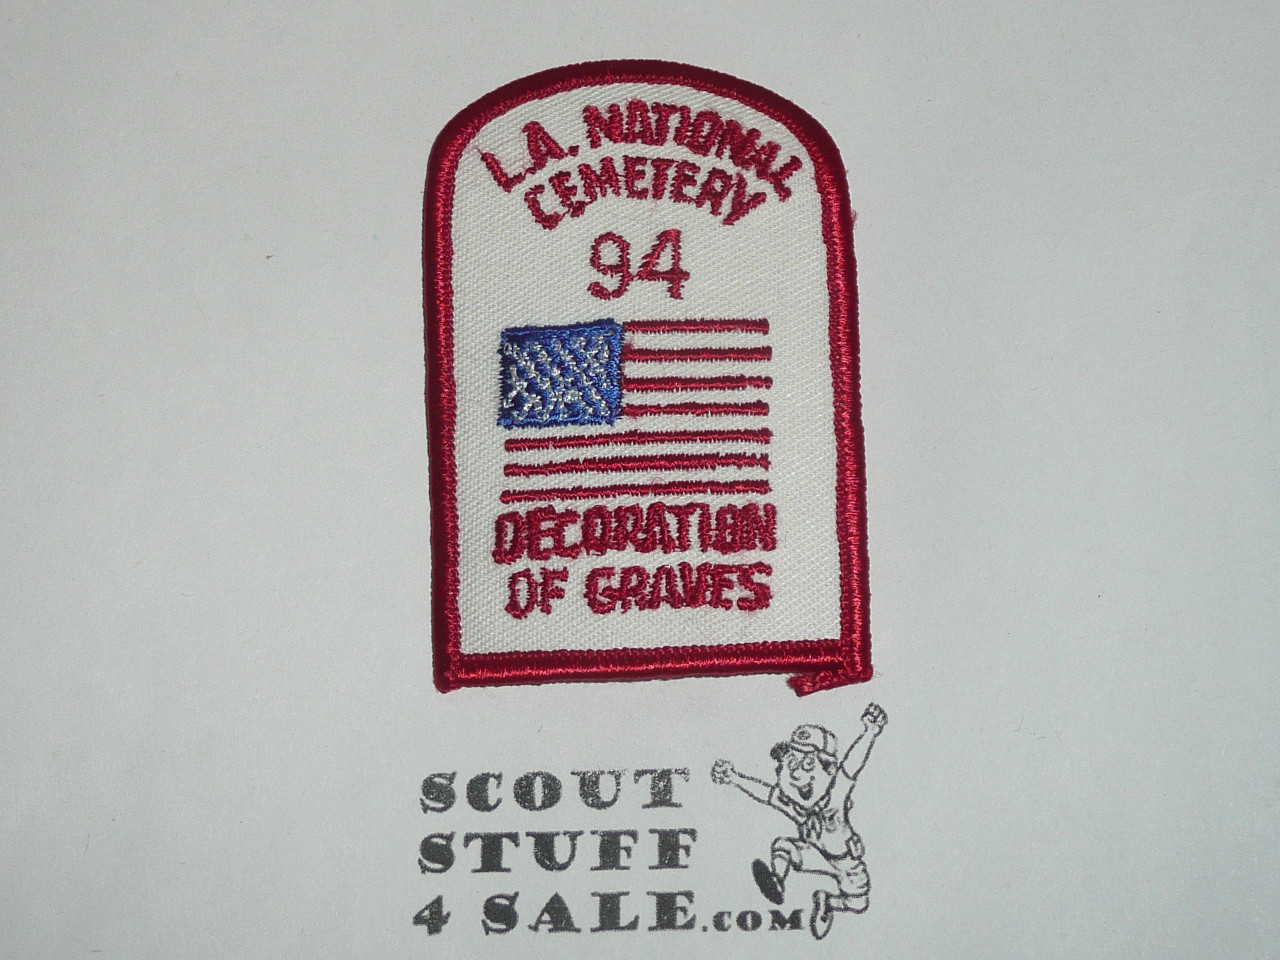 L.A. NATIONAL
CEMETERY
94
DECORATION
OF GRAVES
SCOUT
STUFF
4 SALE.COM